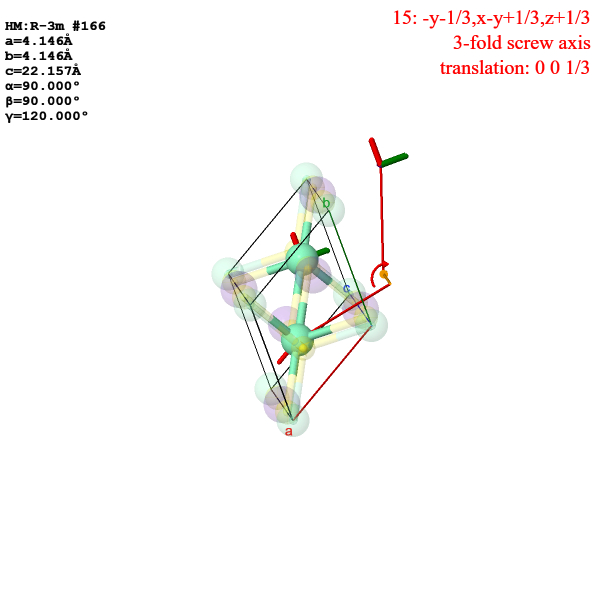 HM:R-3m #166
a=4.146Å
b=4.146Å
c=22.157Å
α=90.000°
β=90.000°
γ=120.000°
15: -y-1/3,x-y+1/3,z+1/3
3-fold screw axis
translation: 0 0 1/3
b
c
a